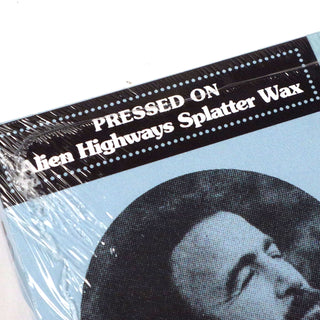 PRESSED ON
Alien Highways Splatter Wax